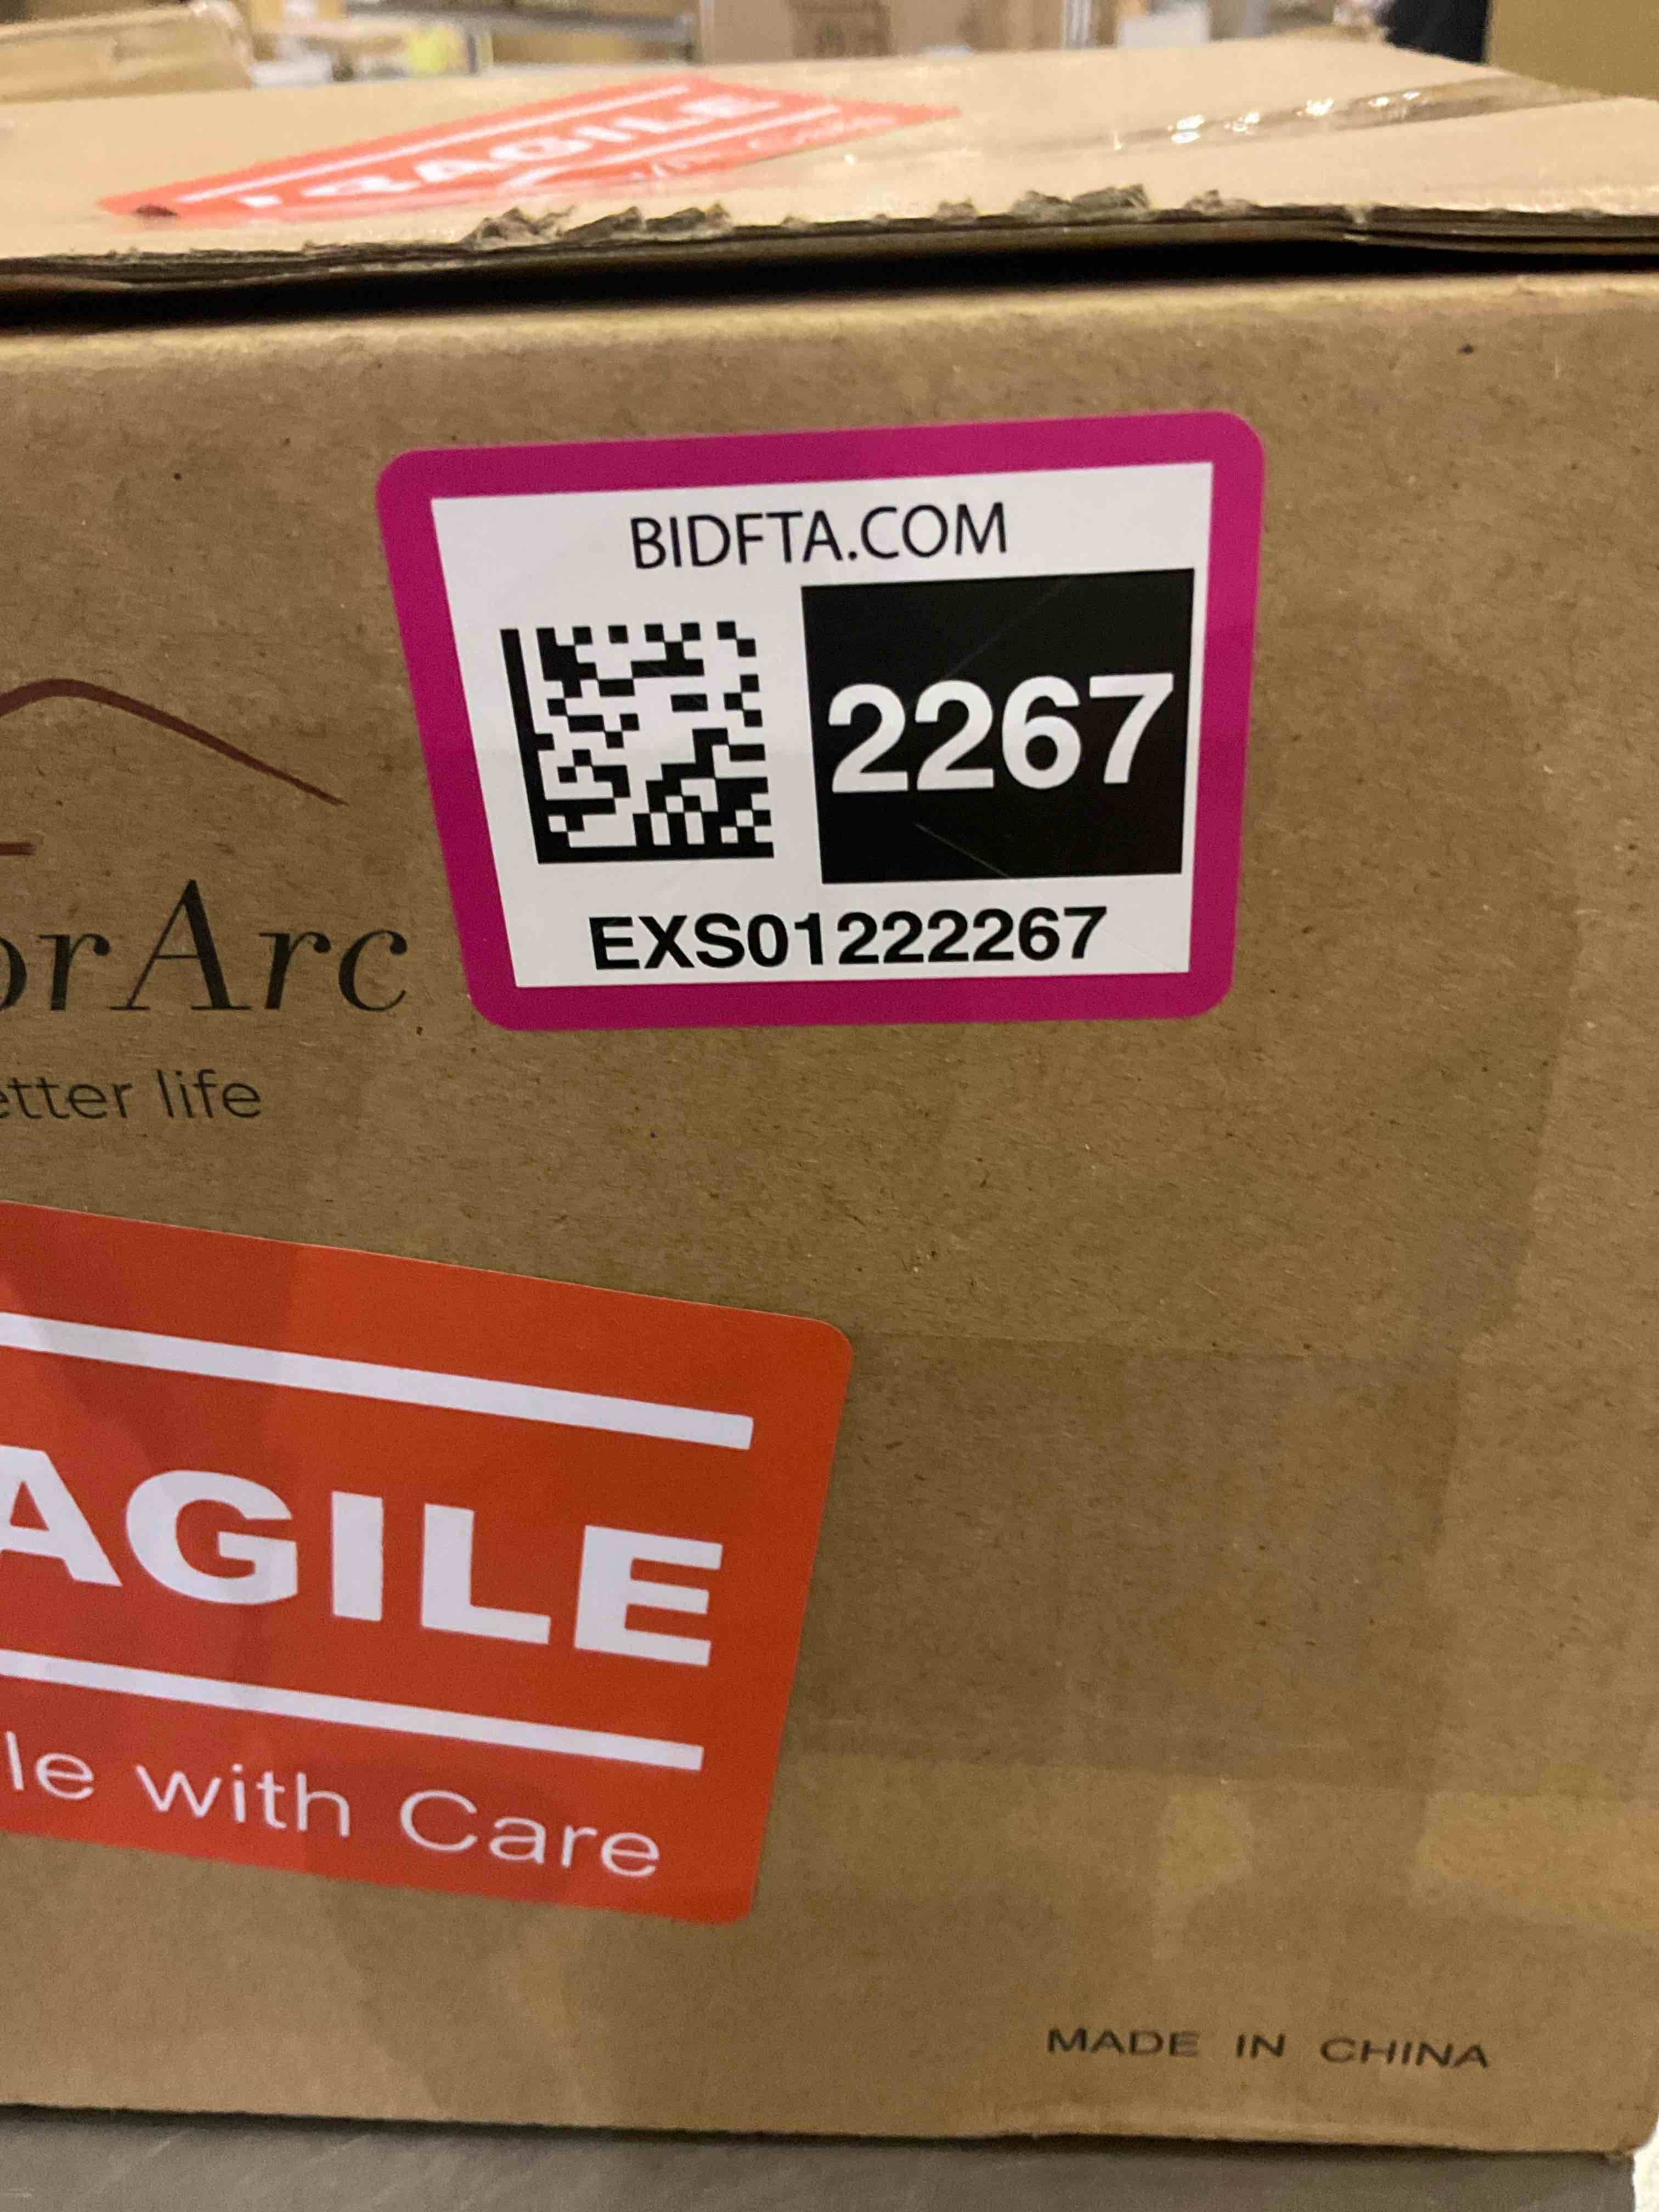 FRAGILE
BIDFTA.COM
2267
EXS01222267
orArc
etter life
AGILE
le with Care
MADE IN CHINA